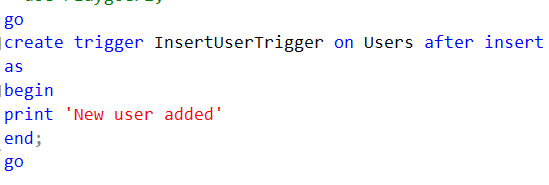 go
create trigger InsertUserTrigger on Users after insert
as
begin
print 'New user added'
end;
go